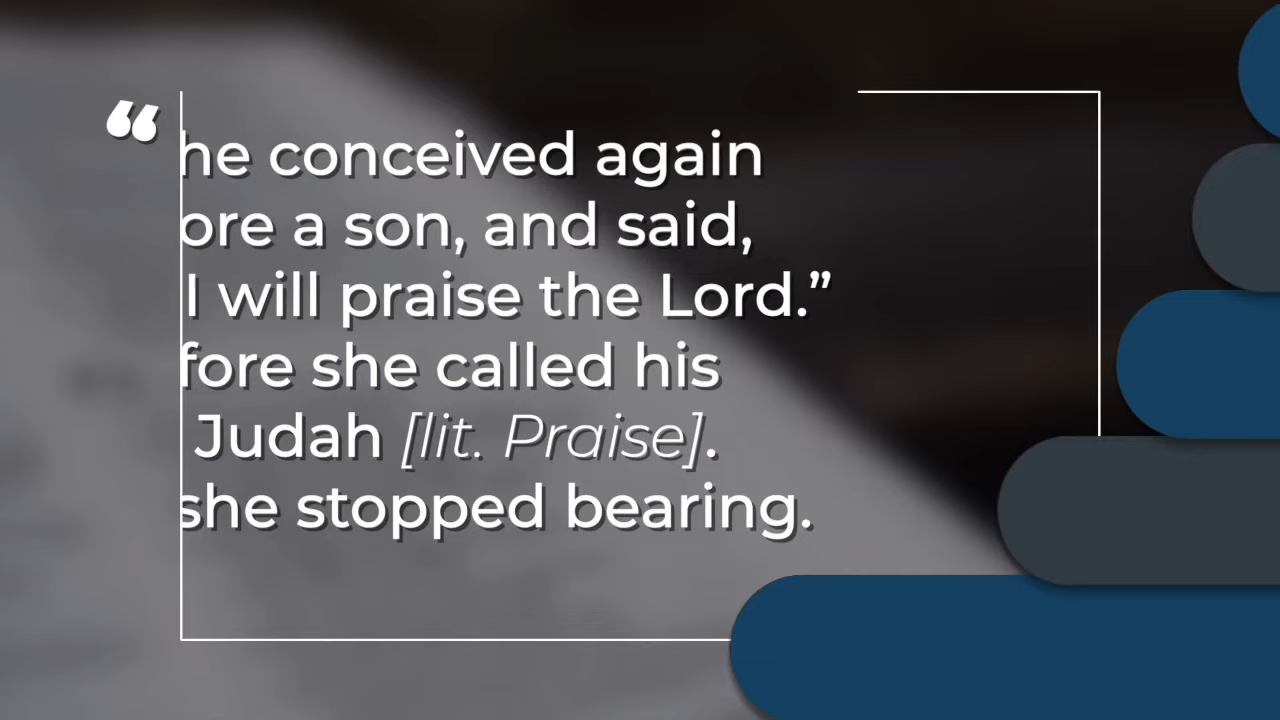 “
he conceived again
ore a son, and said,
I will praise the Lord.”
fore she called his
Judah [lit. Praise].
she stopped bearing.